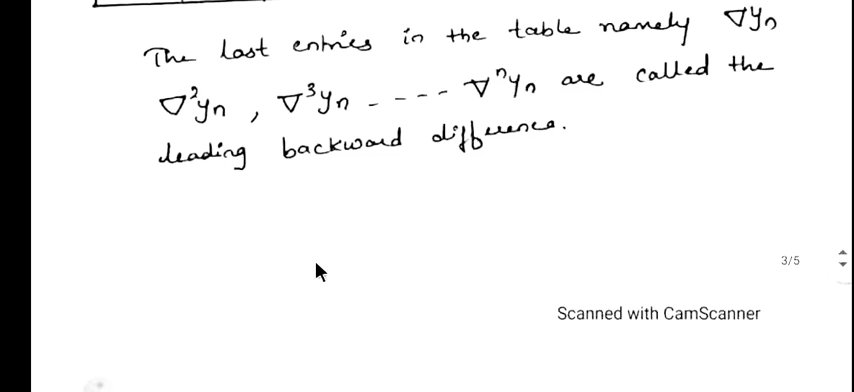 The last entries in the table namely ∇yn
∇²yn , ∇³yn - - - - - ∇ⁿyn are called the
leading backward difference.
3/5
Scanned with CamScanner